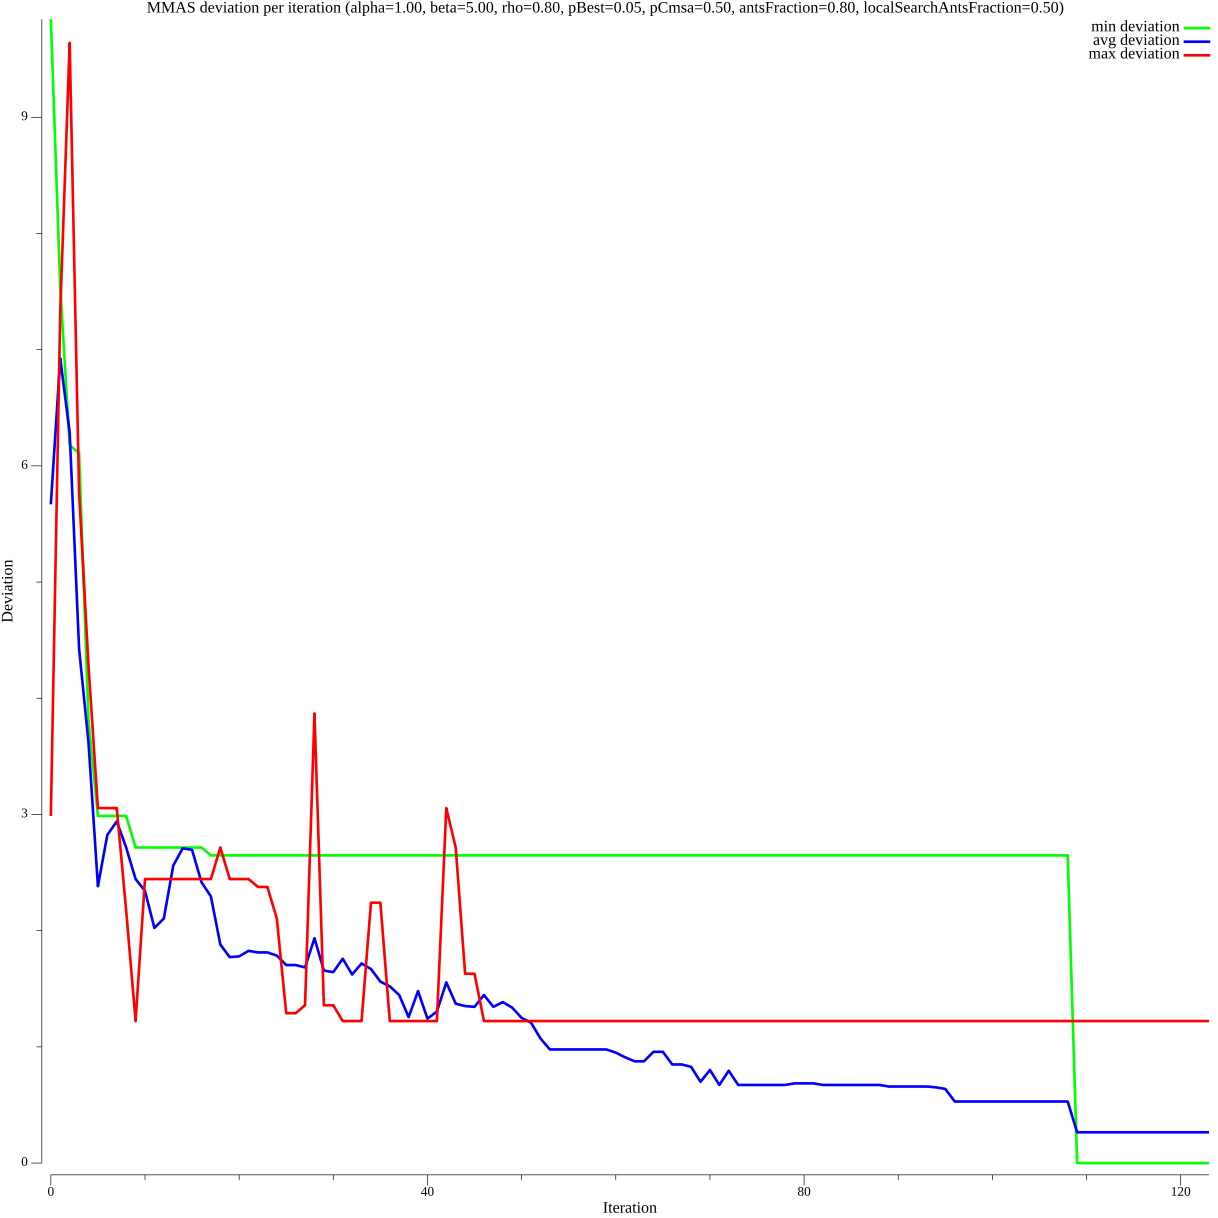 MMAS deviation per iteration (alpha=1.00, beta=5.00, rho=0.80, pBest=0.05, pCmsa=0.50, antsFraction=0.80, localSearchAntsFraction=0.50)
min deviation
avg deviation
max deviation
9
6
3
0
Deviation
0 40 80 120
Iteration